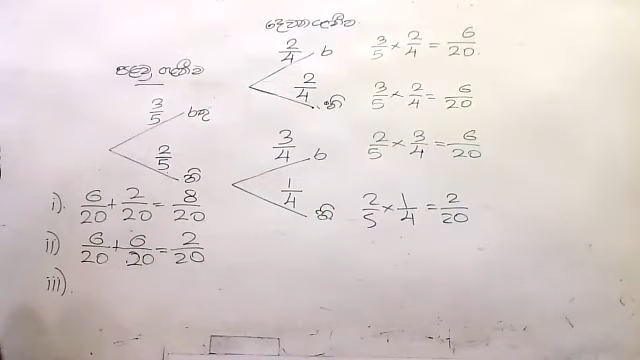 දෙවන ගැනීම
2/4 ර 3/5 × 2/4 = 6/20
පළමු ගැනීම
2/4 නි 3/5 × 2/4 = 6/20
3/5 රතු
3/4 ර 2/5 × 3/4 = 6/20
2/5 නි
1/4 නි 2/5 × 1/4 = 2/20
i). 6/20 + 2/20 = 8/20
ii) 6/20 + 6/20 = 2/20
iii).